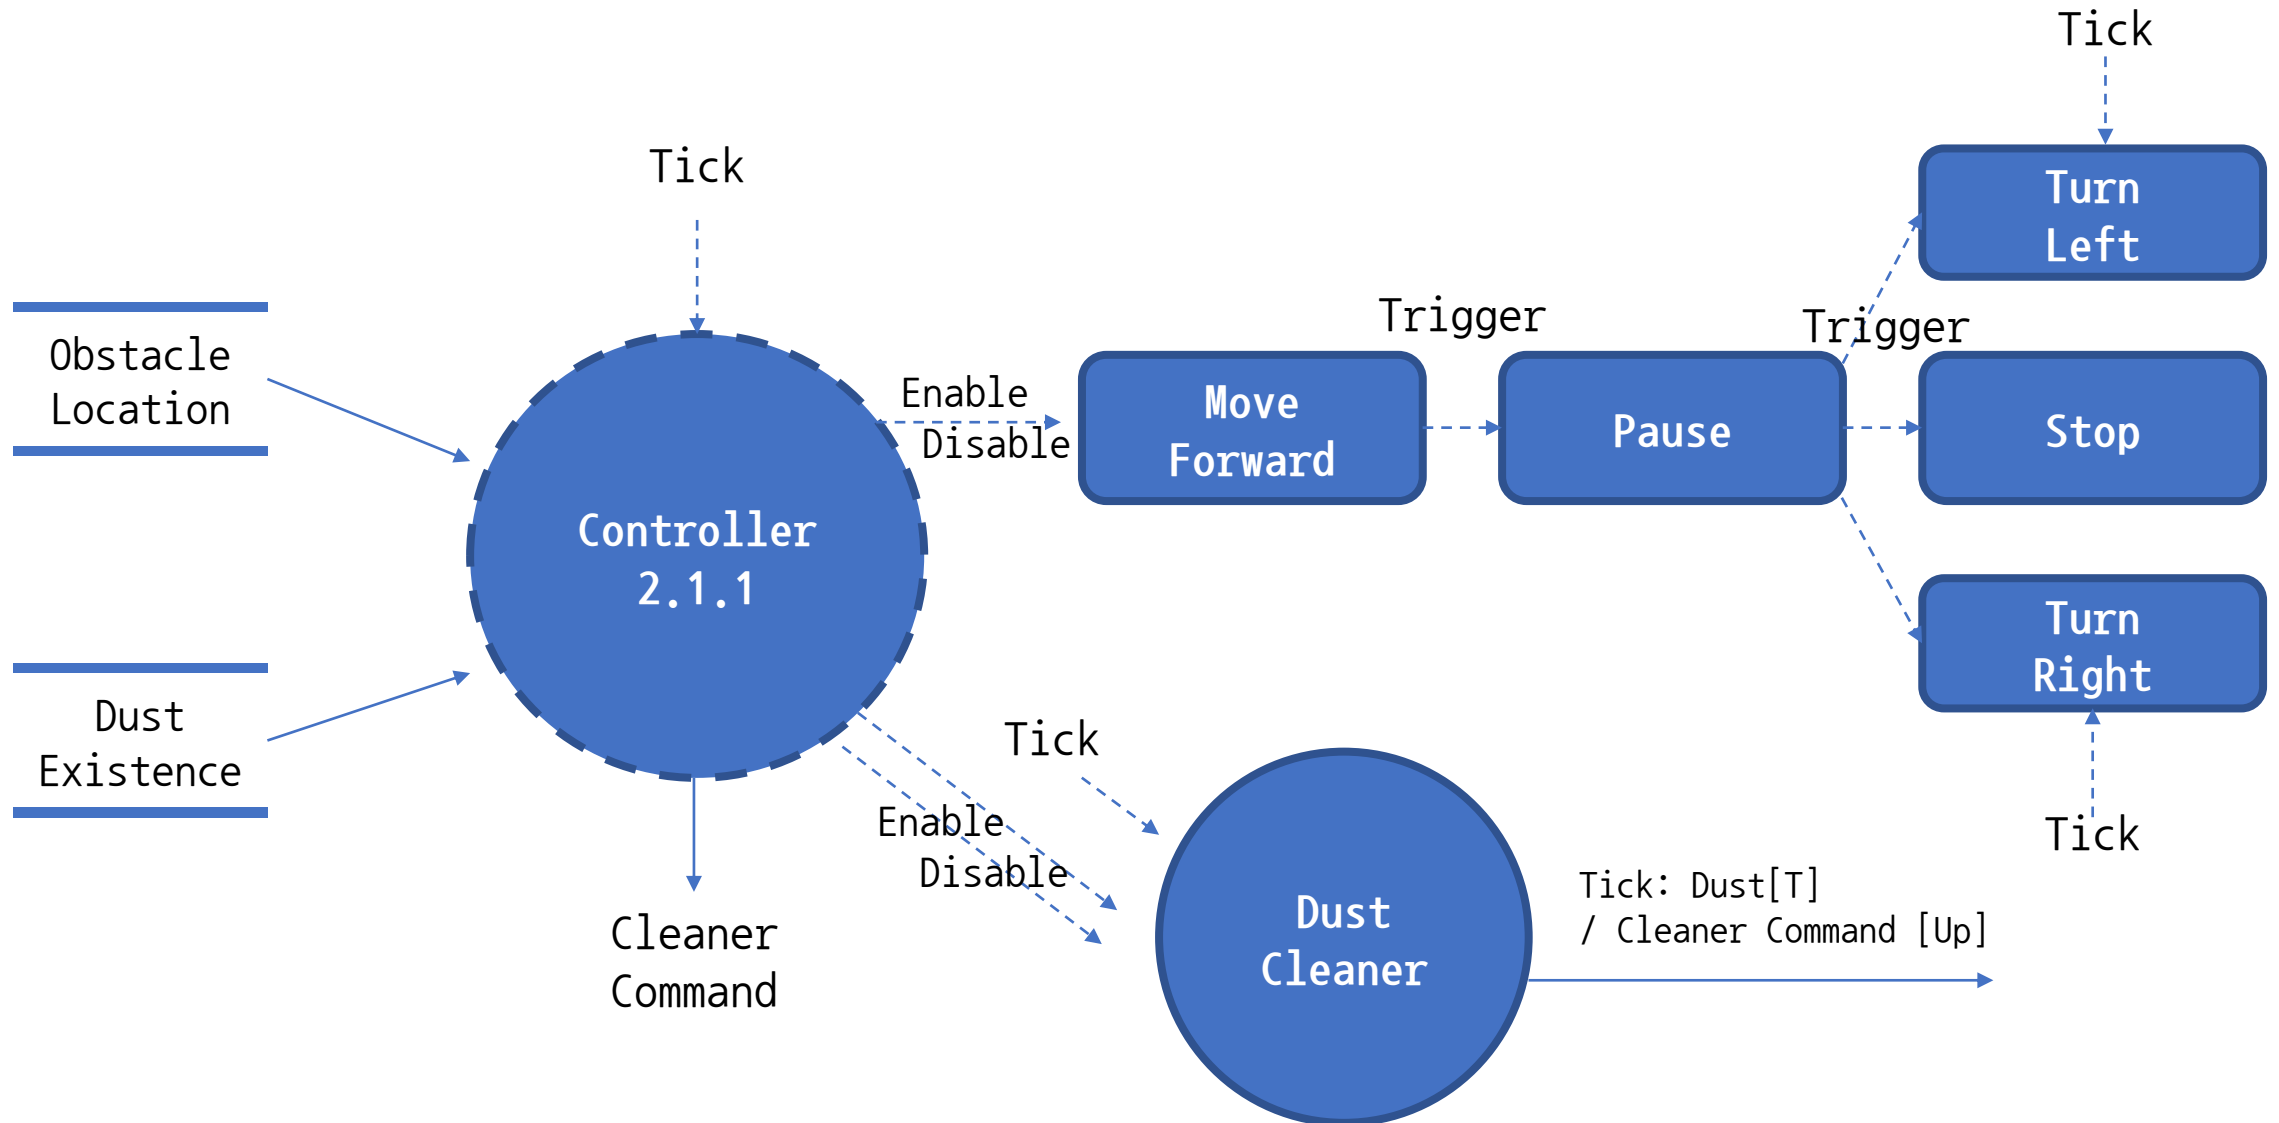 Tick
Tick
Turn
Left
Obstacle
Location
Enable
Disable
Trigger
Trigger
Move
Forward
Pause
Stop
Controller
2.1.1
Turn
Right
Dust
Existence
Tick
Enable
Disable
Tick
Cleaner
Command
Dust
Cleaner
Tick: Dust[T]
/ Cleaner Command [Up]